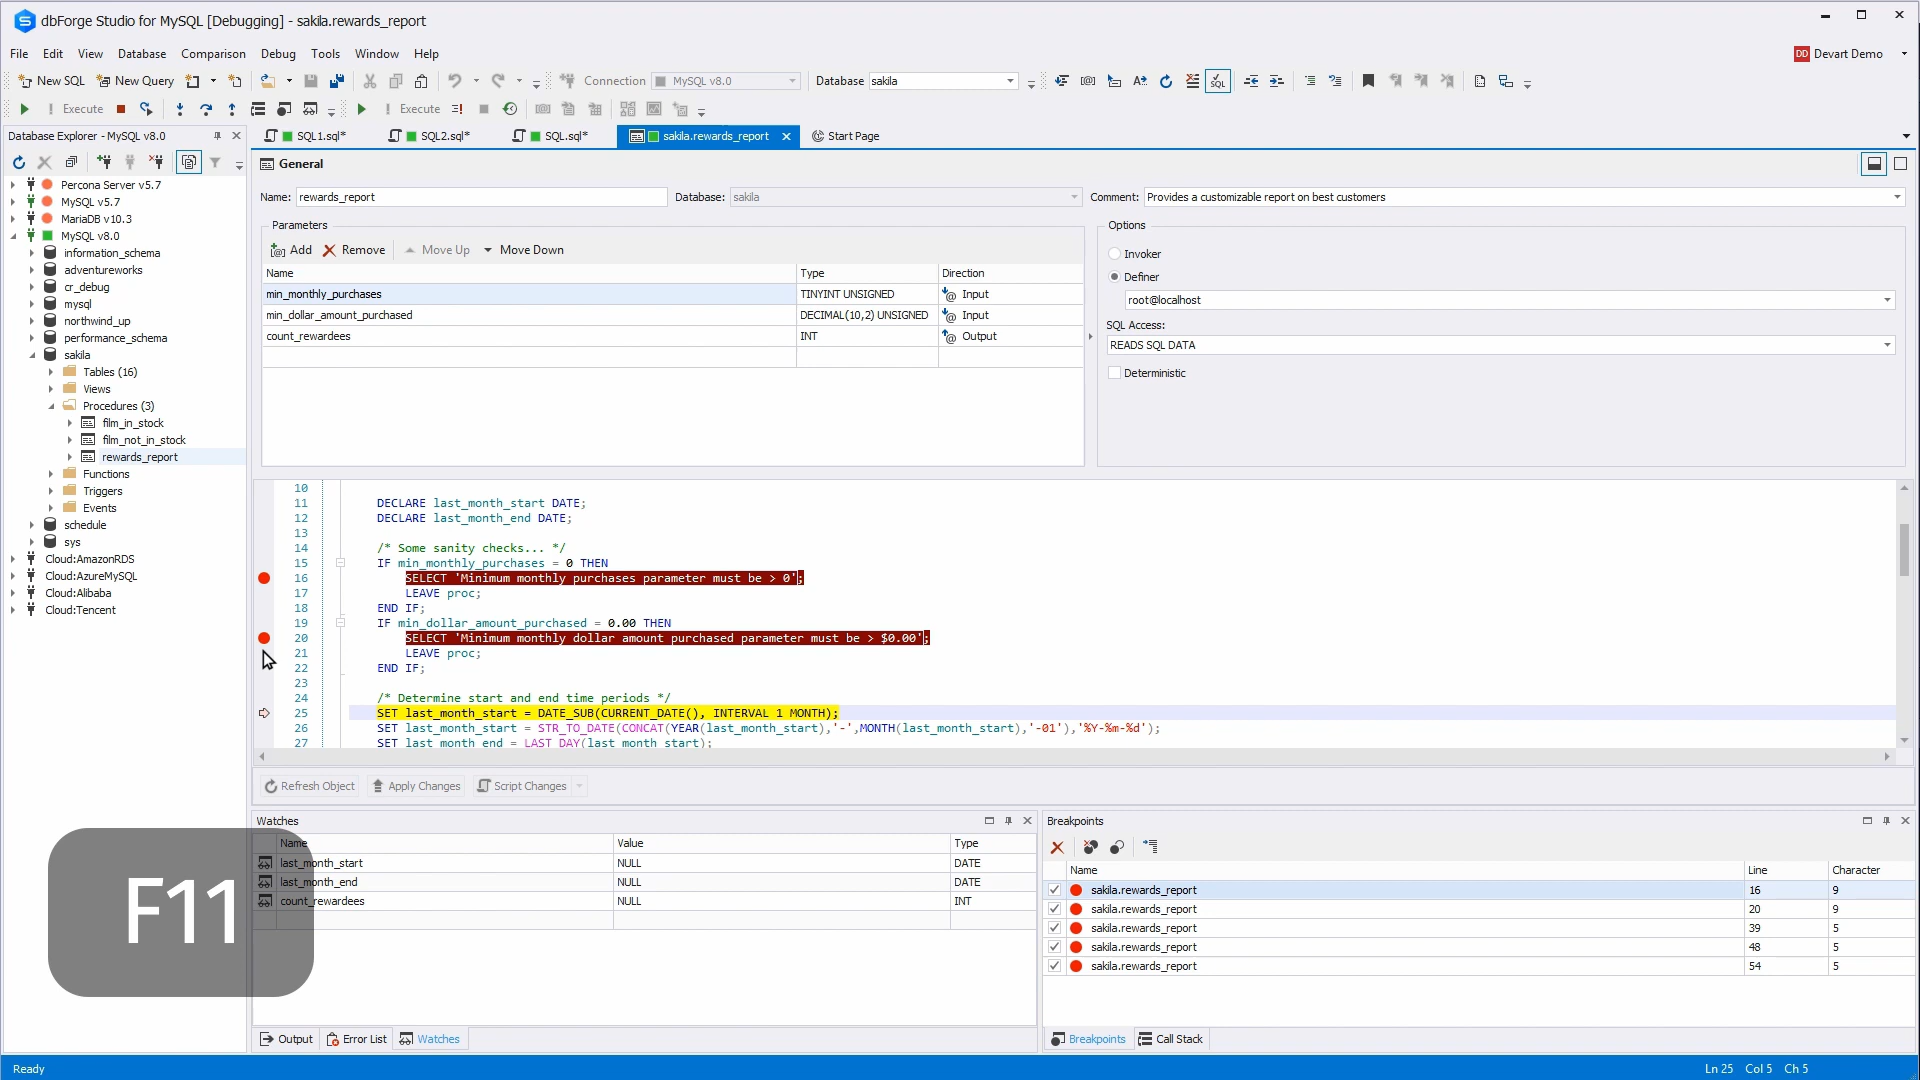 dbForge Studio for MySQL [Debugging] - sakila.rewards_report
File Edit View Database Comparison Debug Tools Window Help
DD Devart Demo
New SQL New Query Connection MySQL v8.0 Database sakila
Execute Execute
Database Explorer - MySQL v8.0
SQL1.sql* SQL2.sql* SQL.sql* sakila.rewards_report Start Page
General
Name: rewards_report Database: sakila Comment: Provides a customizable report on best customers
Percona Server v5.7
MySQL v5.7
MariaDB v10.3
MySQL v8.0
information_schema
adventureworks
cr_debug
mysql
northwind_up
performance_schema
sakila
Tables (16)
Views
Procedures (3)
film_in_stock
film_not_in_stock
rewards_report
Functions
Triggers
Events
schedule
sys
Cloud:AmazonRDS
Cloud:AzureMySQL
Cloud:Alibaba
Cloud:Tencent
Parameters
Add Remove Move Up Move Down
Name Type Direction
min_monthly_purchases TINYINT UNSIGNED Input
min_dollar_amount_purchased DECIMAL(10,2) UNSIGNED Input
count_rewardees INT Output
Options
Invoker
Definer
root@localhost
SQL Access:
READS SQL DATA
Deterministic
10
11 DECLARE last_month_start DATE;
12 DECLARE last_month_end DATE;
13
14 /* Some sanity checks... */
15 IF min_monthly_purchases = 0 THEN
16 SELECT 'Minimum monthly purchases parameter must be > 0';
17 LEAVE proc;
18 END IF;
19 IF min_dollar_amount_purchased = 0.00 THEN
20 SELECT 'Minimum monthly dollar amount purchased parameter must be > $0.00';
21 LEAVE proc;
22 END IF;
23
24 /* Determine start and end time periods */
25 SET last_month_start = DATE_SUB(CURRENT_DATE(), INTERVAL 1 MONTH);
26 SET last_month_start = STR_TO_DATE(CONCAT(YEAR(last_month_start),'-',MONTH(last_month_start),'-01'),'%Y-%m-%d');
27 SET last_month_end = LAST_DAY(last_month_start);
Refresh Object Apply Changes Script Changes
Watches
Name Value Type
last_month_start NULL DATE
last_month_end NULL DATE
count_rewardees NULL INT
F11
Output Error List Watches
Breakpoints
Name Line Character
sakila.rewards_report 16 9
sakila.rewards_report 20 9
sakila.rewards_report 39 5
sakila.rewards_report 48 5
sakila.rewards_report 54 5
Breakpoints Call Stack
Ready Ln 25 Col 5 Ch 5